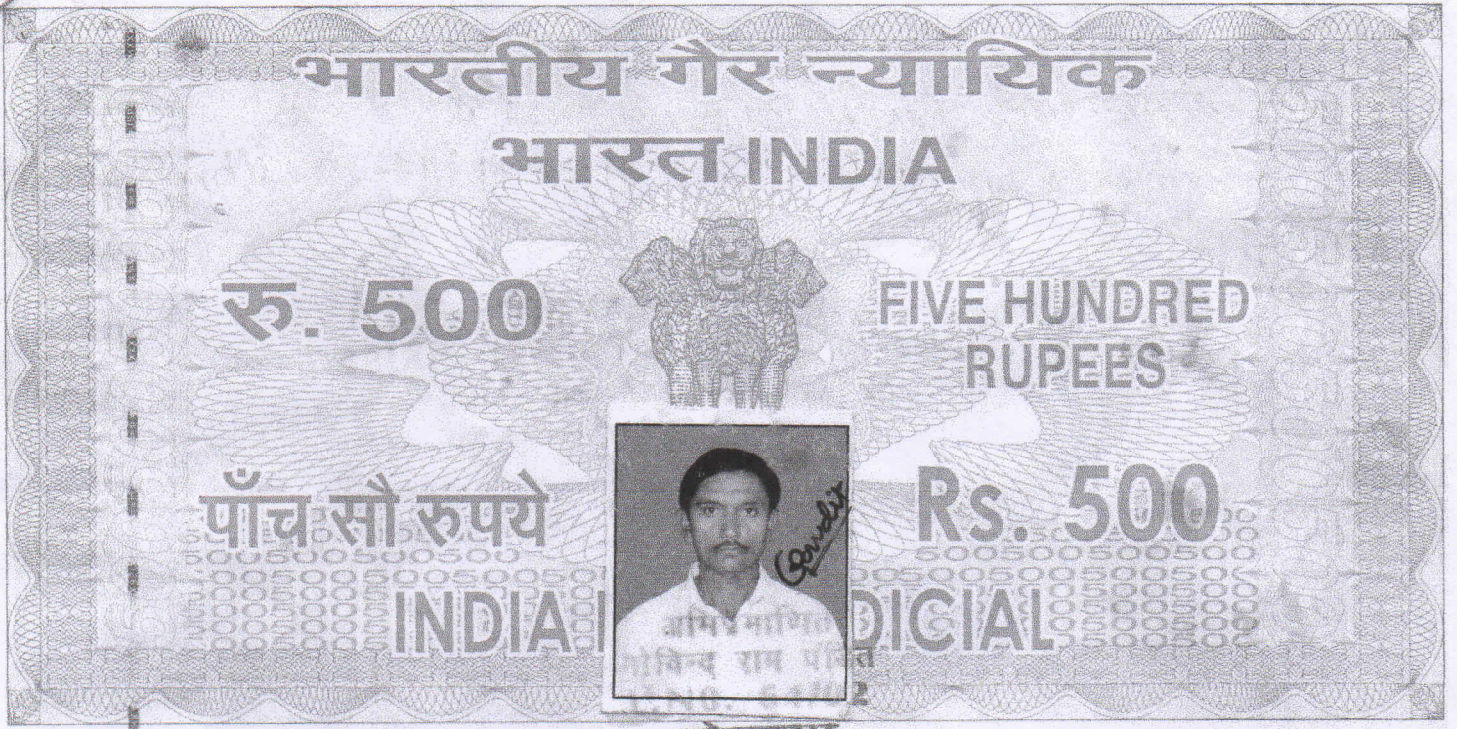 भारतीय गैर न्यायिक
भारत INDIA
रु. 500
FIVE HUNDRED
RUPEES
पाँच सौ रुपये
Rs. 500
INDIA DICIAL
गोविन्द राम पंडित